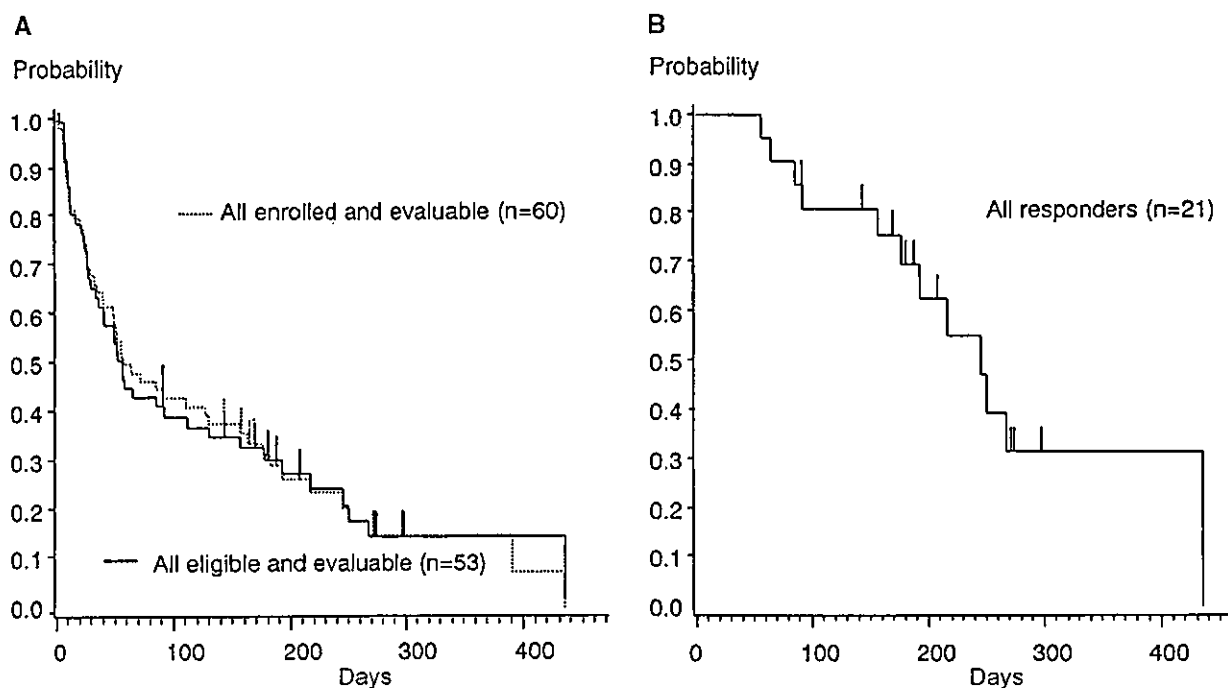 A
Probability
1.0
0.9
0.8
0.7
0.6
0.5
0.4
0.3
0.2
0.1
0.0
All enrolled and evaluable (n=60)
All eligible and evaluable (n=53)
0 100 200 300 400
Days
B
Probability
1.0
0.9
0.8
0.7
0.6
0.5
0.4
0.3
0.2
0.1
0.0
All responders (n=21)
0 100 200 300 400
Days